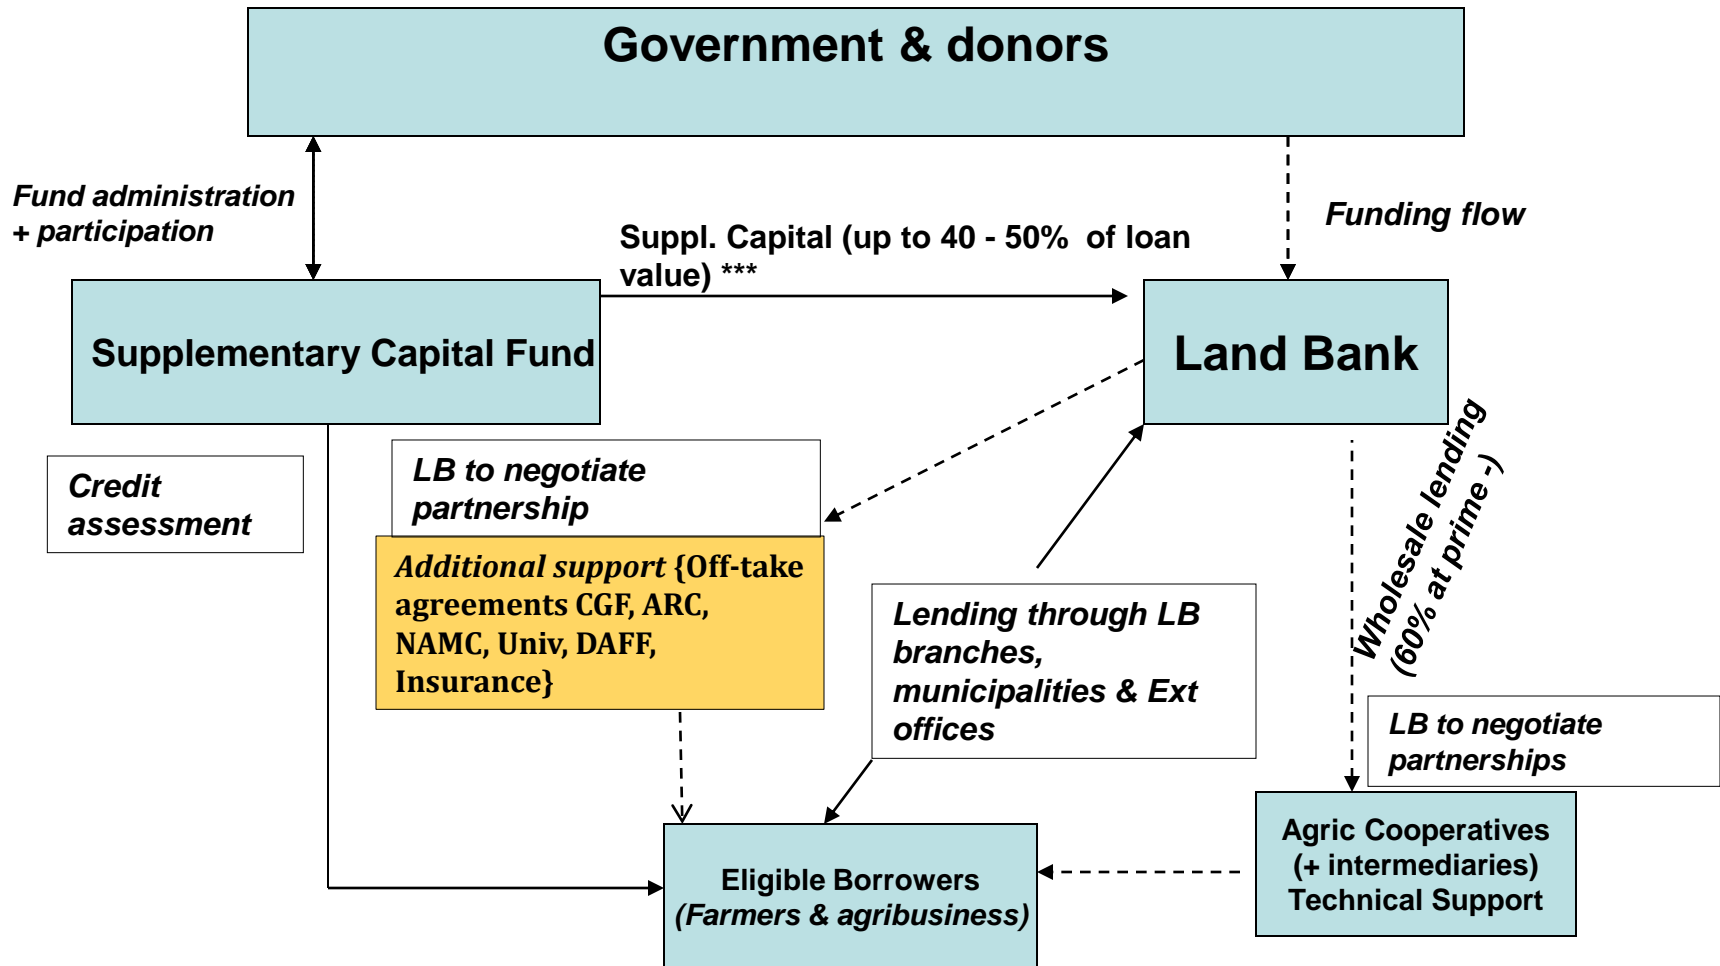 Government & donors
Fund administration
+ participation
Funding flow
Suppl. Capital (up to 40 - 50% of loan
value) ***
Supplementary Capital Fund
Land Bank
Credit
assessment
LB to negotiate
partnership
Additional support {Off-take
agreements CGF, ARC,
NAMC, Univ, DAFF,
Insurance}
Lending through LB
branches,
municipalities & Ext
offices
Wholesale lending
(60% at prime -)
LB to negotiate
partnerships
Agric Cooperatives
(+ intermediaries)
Technical Support
Eligible Borrowers
(Farmers & agribusiness)